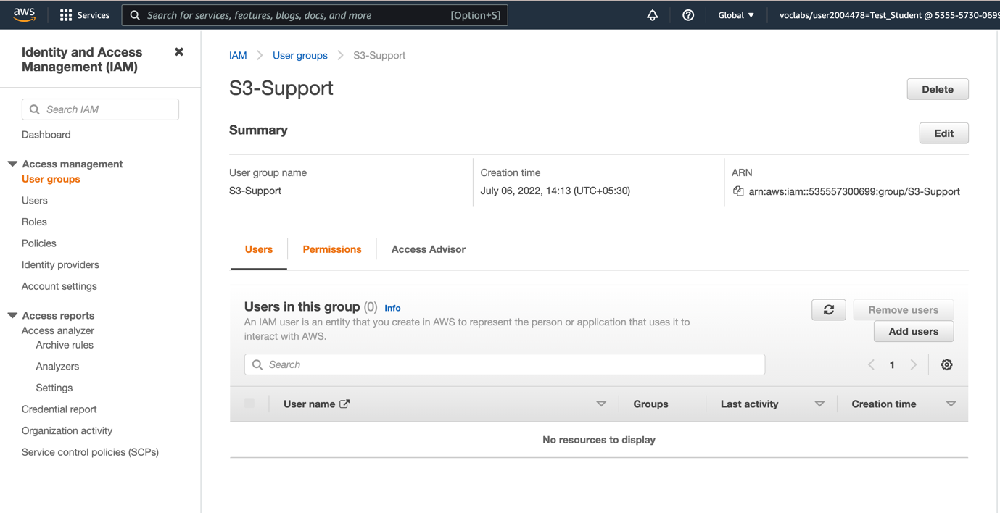 aws
Services
Search for services, features, blogs, docs, and more
[Option+S]
Global
voclabs/user2004478=Test_Student @ 5355-5730-0699
Identity and Access
Management (IAM)
Search IAM
Dashboard
Access management
User groups
Users
Roles
Policies
Identity providers
Account settings
Access reports
Access analyzer
Archive rules
Analyzers
Settings
Credential report
Organization activity
Service control policies (SCPs)
IAM
User groups
S3-Support
S3-Support
Delete
Summary
Edit
User group name
S3-Support
Creation time
July 06, 2022, 14:13 (UTC+05:30)
ARN
arn:aws:iam::535557300699:group/S3-Support
Users
Permissions
Access Advisor
Users in this group (0) Info
An IAM user is an entity that you create in AWS to represent the person or application that uses it to
interact with AWS.
Remove users
Add users
Search
1
User name
Groups
Last activity
Creation time
No resources to display